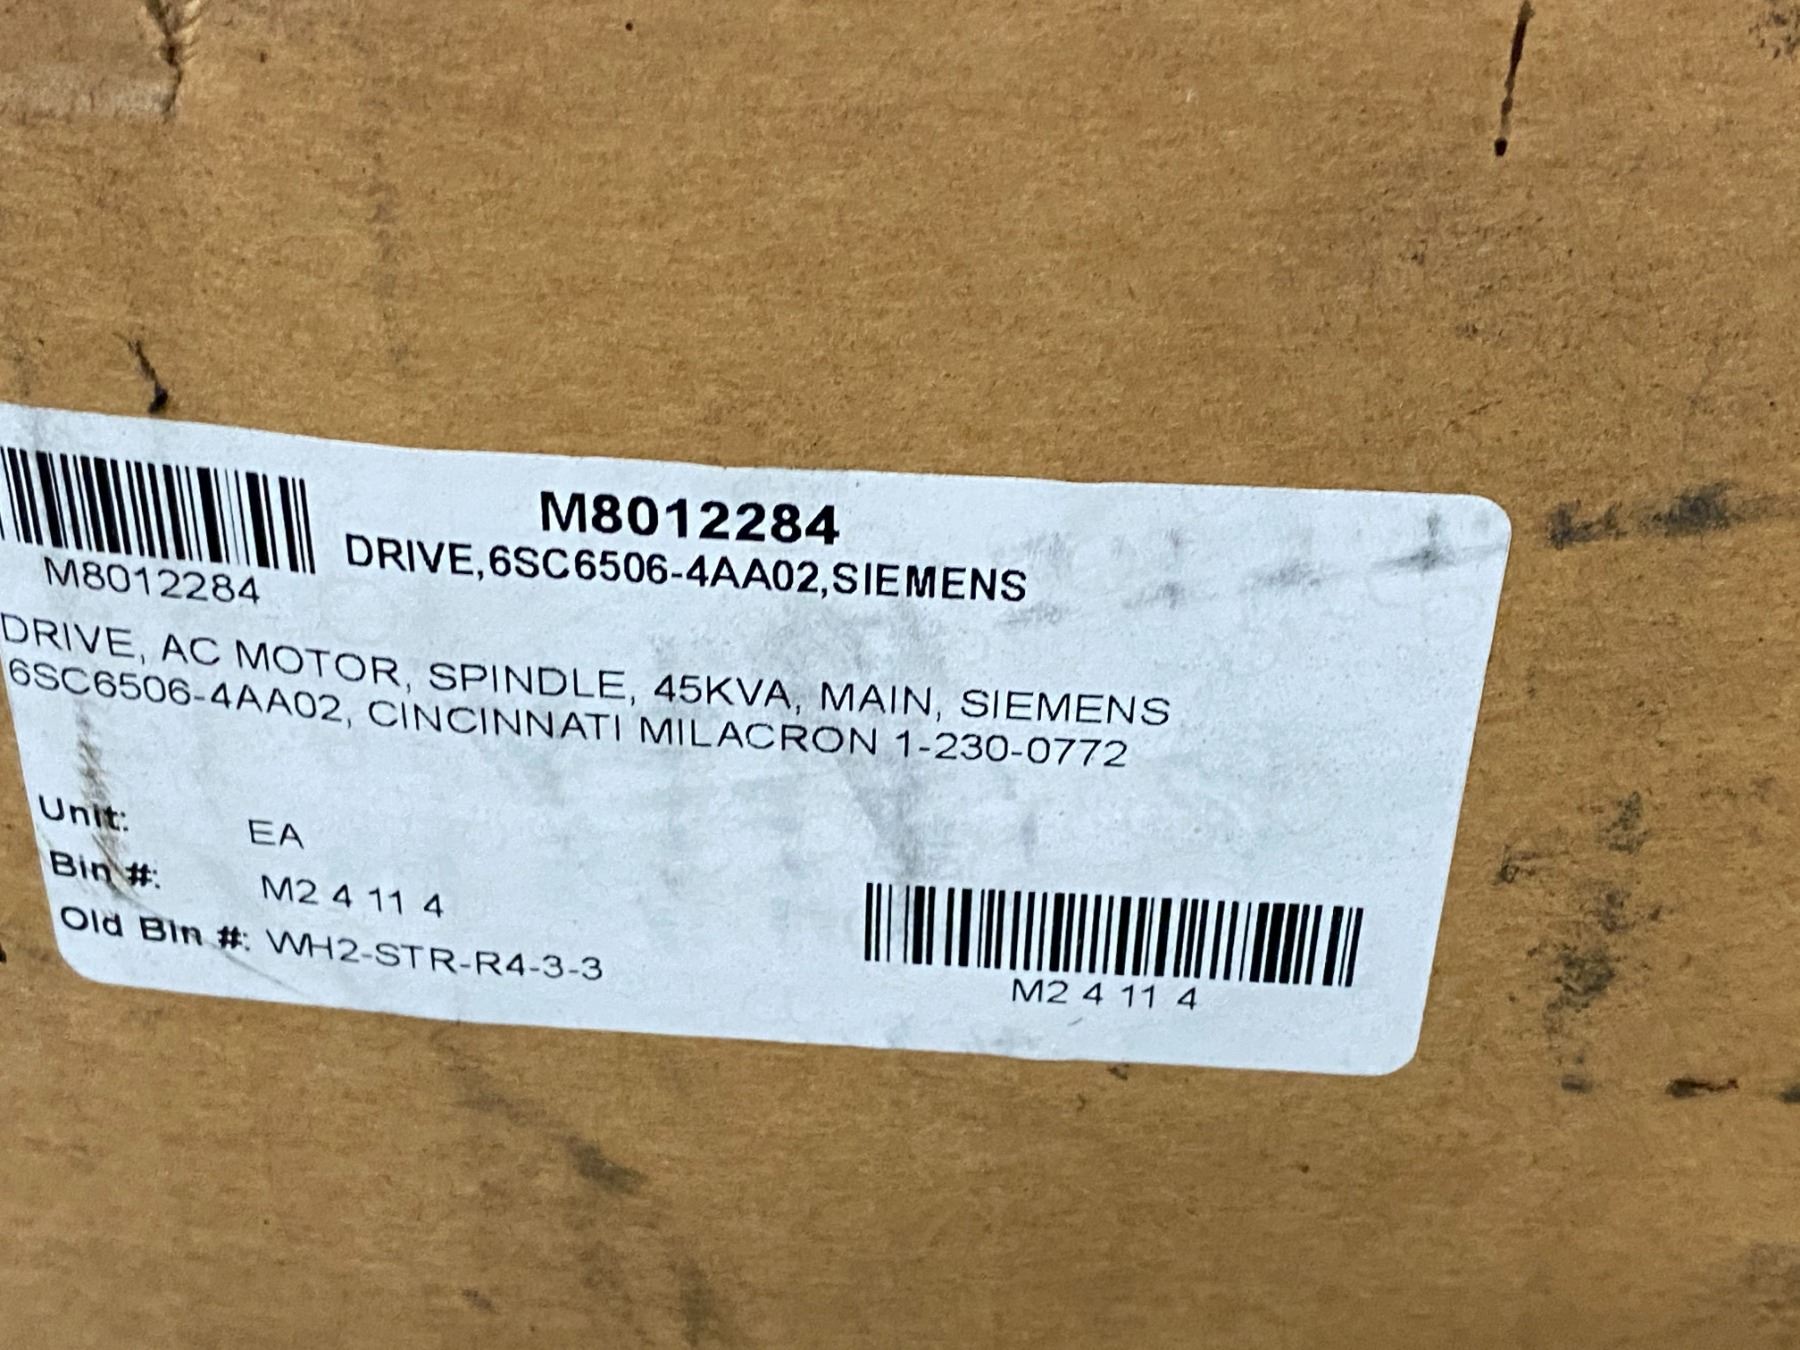 M8012284
DRIVE,6SC6506-4AA02,SIEMENS
M8012284
DRIVE, AC MOTOR, SPINDLE, 45KVA, MAIN, SIEMENS
6SC6506-4AA02, CINCINNATI MILACRON 1-230-0772
Unit: EA
Bin #: M2 4 11 4
Old Bin #: WH2-STR-R4-3-3
M2 4 11 4